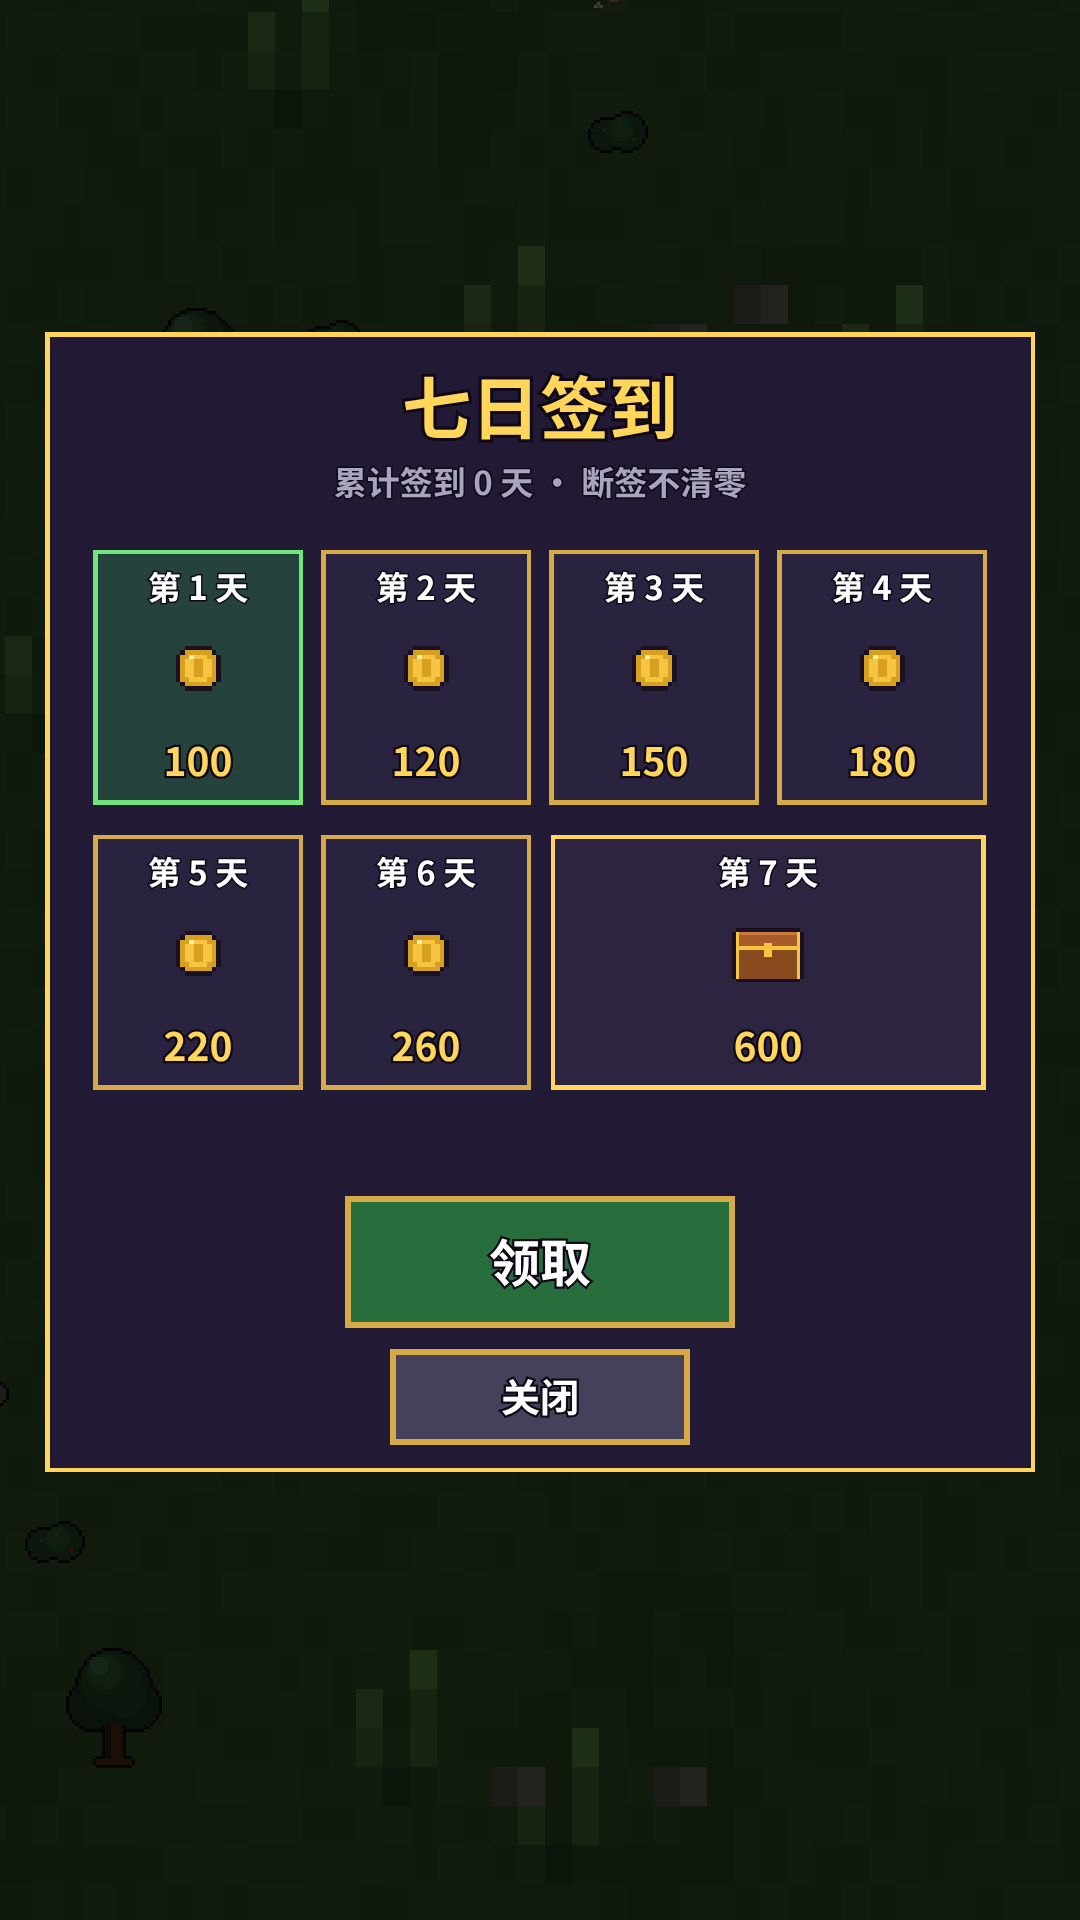 七日签到
累计签到 0 天 · 断签不清零
第 1 天
100
第 2 天
120
第 3 天
150
第 4 天
180
第 5 天
220
第 6 天
260
第 7 天
600
领取
关闭